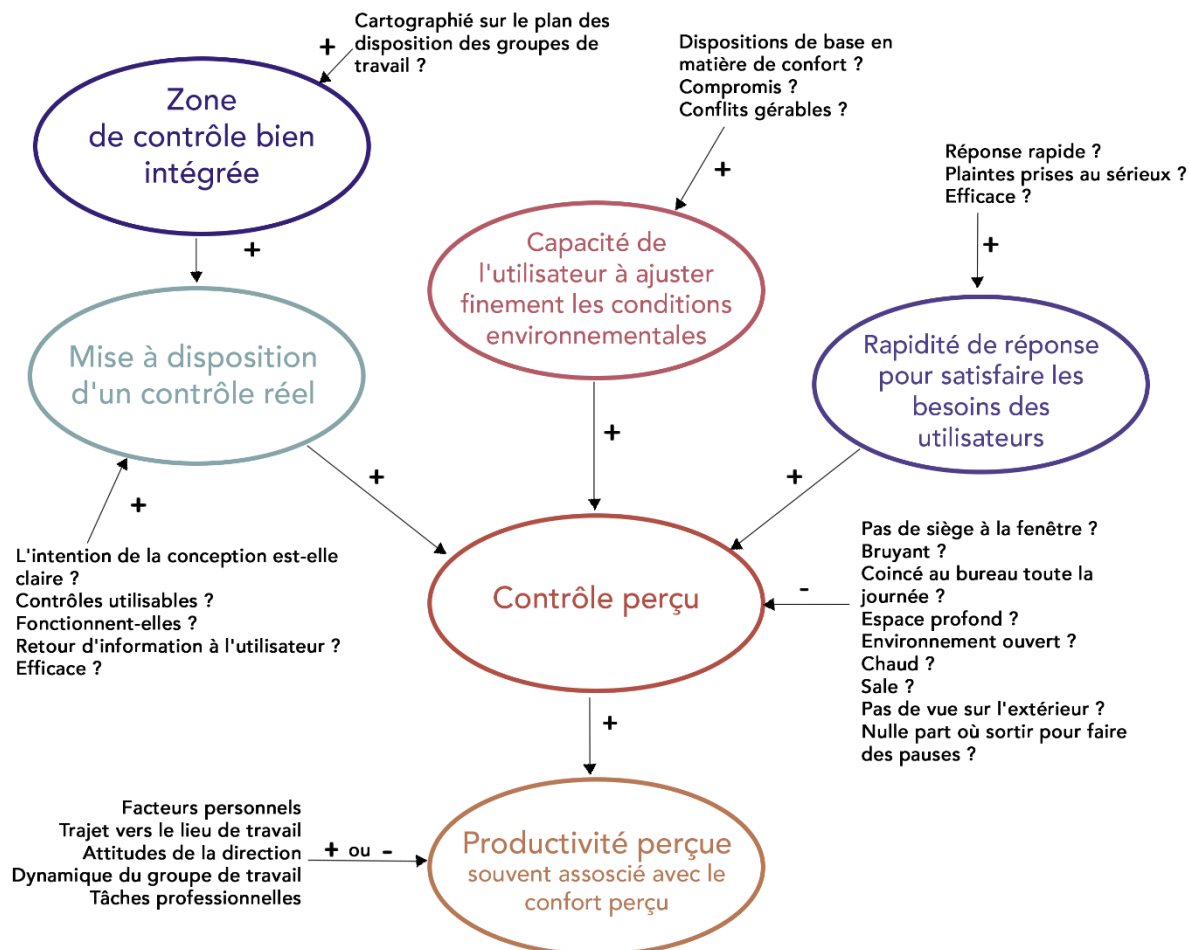 Cartographié sur le plan des
disposition des groupes de
travail ?
+
Zone
de contrôle bien
intégrée
+
Dispositions de base en
matière de confort ?
Compromis ?
Conflits gérables ?
+
Réponse rapide ?
Plaintes prises au sérieux ?
Efficace ?
+
Capacité de
l'utilisateur à ajuster
finement les conditions
environnementales
+
Mise à disposition
d'un contrôle réel
+
Rapidité de réponse
pour satisfaire les
besoins des
utilisateurs
+
+
L'intention de la conception est-elle
claire ?
Contrôles utilisables ?
Fonctionnent-elles ?
Retour d'information à l'utilisateur ?
Efficace ?
Contrôle perçu
-
Pas de siège à la fenêtre ?
Bruyant ?
Coincé au bureau toute la
journée ?
Espace profond ?
Environnement ouvert ?
Chaud ?
Sale ?
Pas de vue sur l'extérieur ?
Nulle part où sortir pour faire
des pauses ?
+
Facteurs personnels
Trajet vers le lieu de travail
Attitudes de la direction
Dynamique du groupe de travail
Tâches professionnelles
+ ou -
Productivité perçue
souvent assoscié avec le
confort perçu